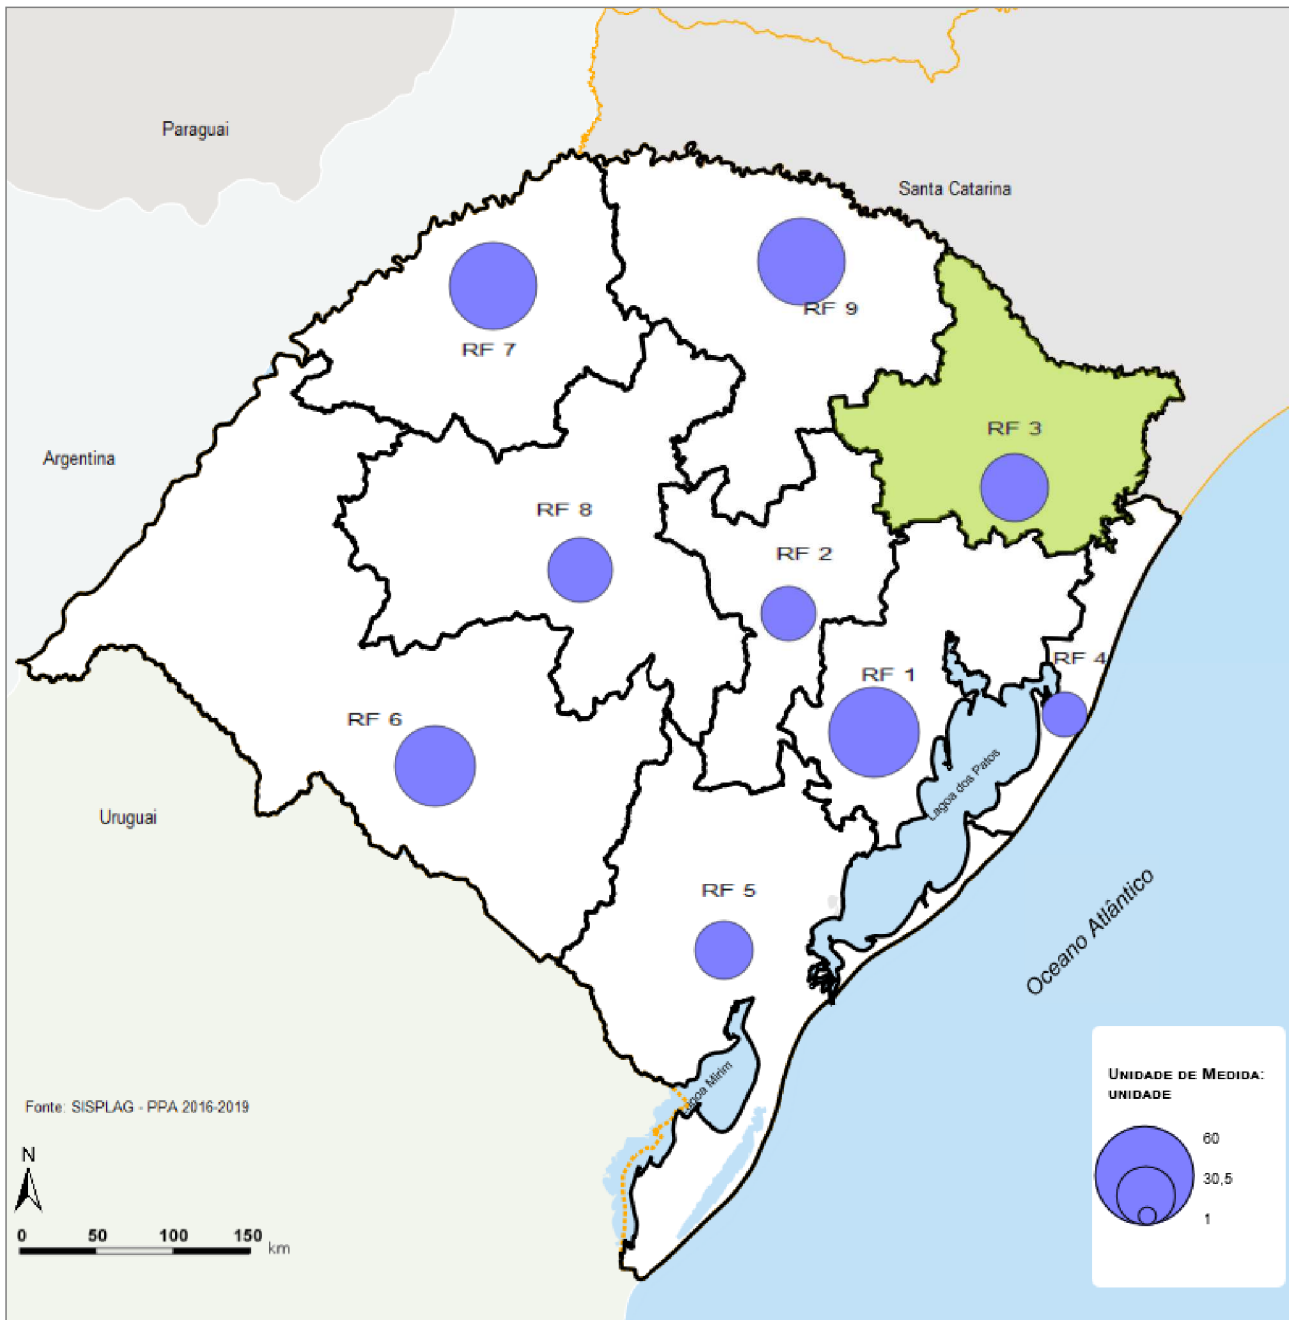 Paraguai
Santa Catarina
RF 9
RF 7
RF 3
Argentina
RF 8
RF 2
RF 4
RF 1
RF 6
Lagoa dos Patos
Uruguai
RF 5
Oceano Atlântico
Lagoa Mirim
UNIDADE DE MEDIDA:
UNIDADE
60
30,5
1
Fonte: SISPLAG - PPA 2016-2019
N
0 50 100 150
km